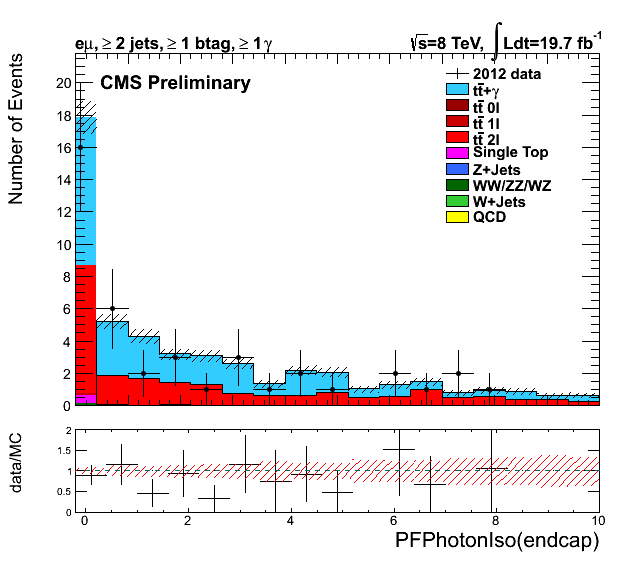 eμ, ≥ 2 jets, ≥ 1 btag, ≥ 1 γ
√s=8 TeV, ∫ Ldt=19.7 fb⁻¹
CMS Preliminary
Number of Events
20
18
16
14
12
10
8
6
4
2
0
2012 data
tt̄+γ
tt̄ 0l
tt̄ 1l
tt̄ 2l
Single Top
Z+Jets
WW/ZZ/WZ
W+Jets
QCD
data/MC
2
1.5
1
0.5
0
0 2 4 6 8 10
PFPhotonIso(endcap)